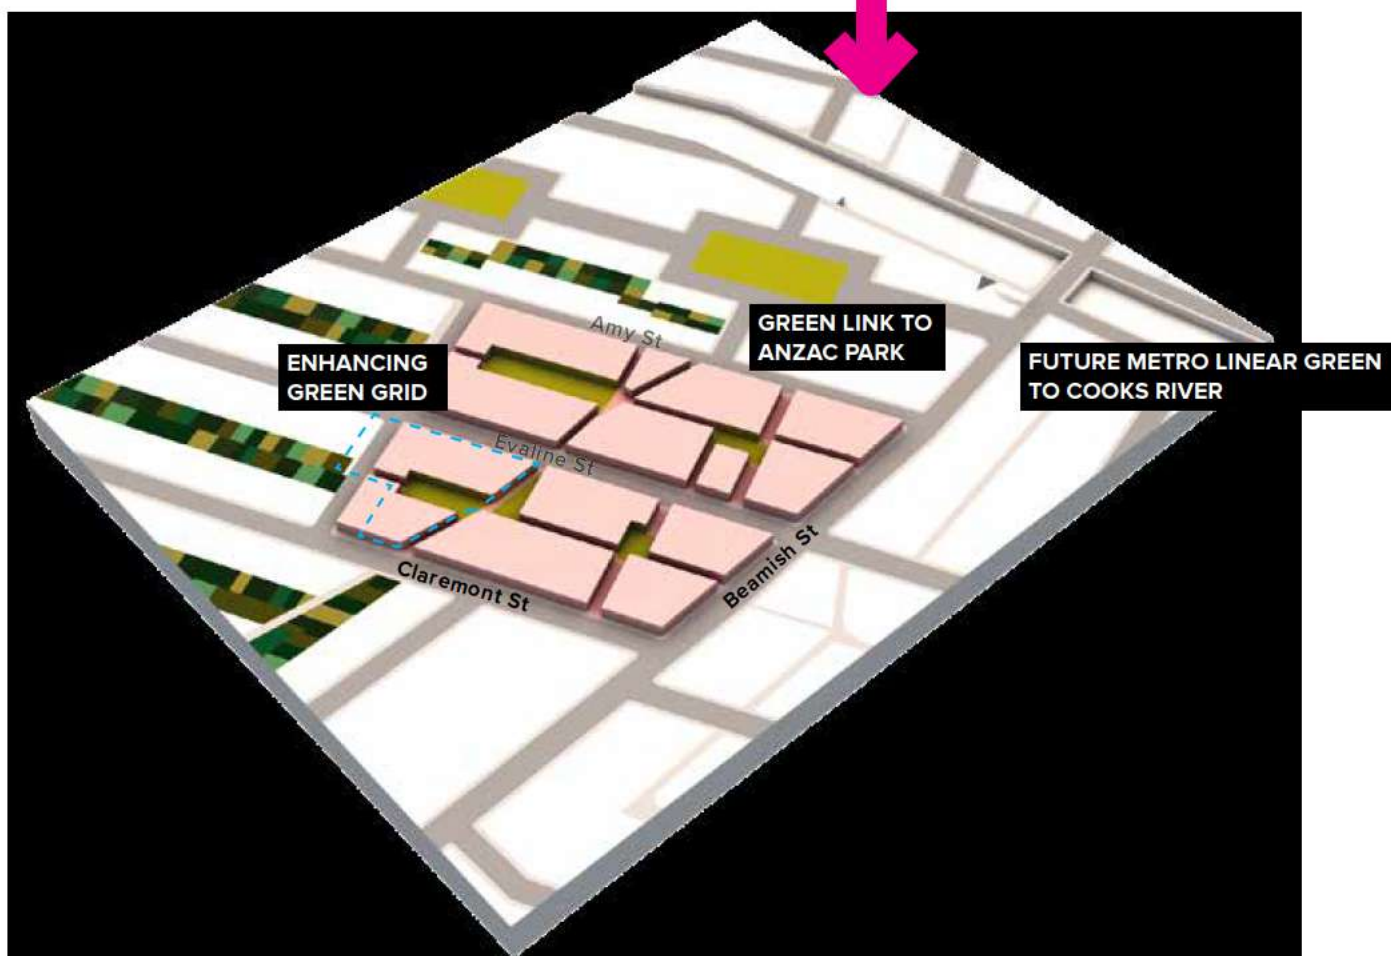 Amy St
GREEN LINK TO
ANZAC PARK
ENHANCING
GREEN GRID
FUTURE METRO LINEAR GREEN
TO COOKS RIVER
Evaline St
Beamish St
Claremont St